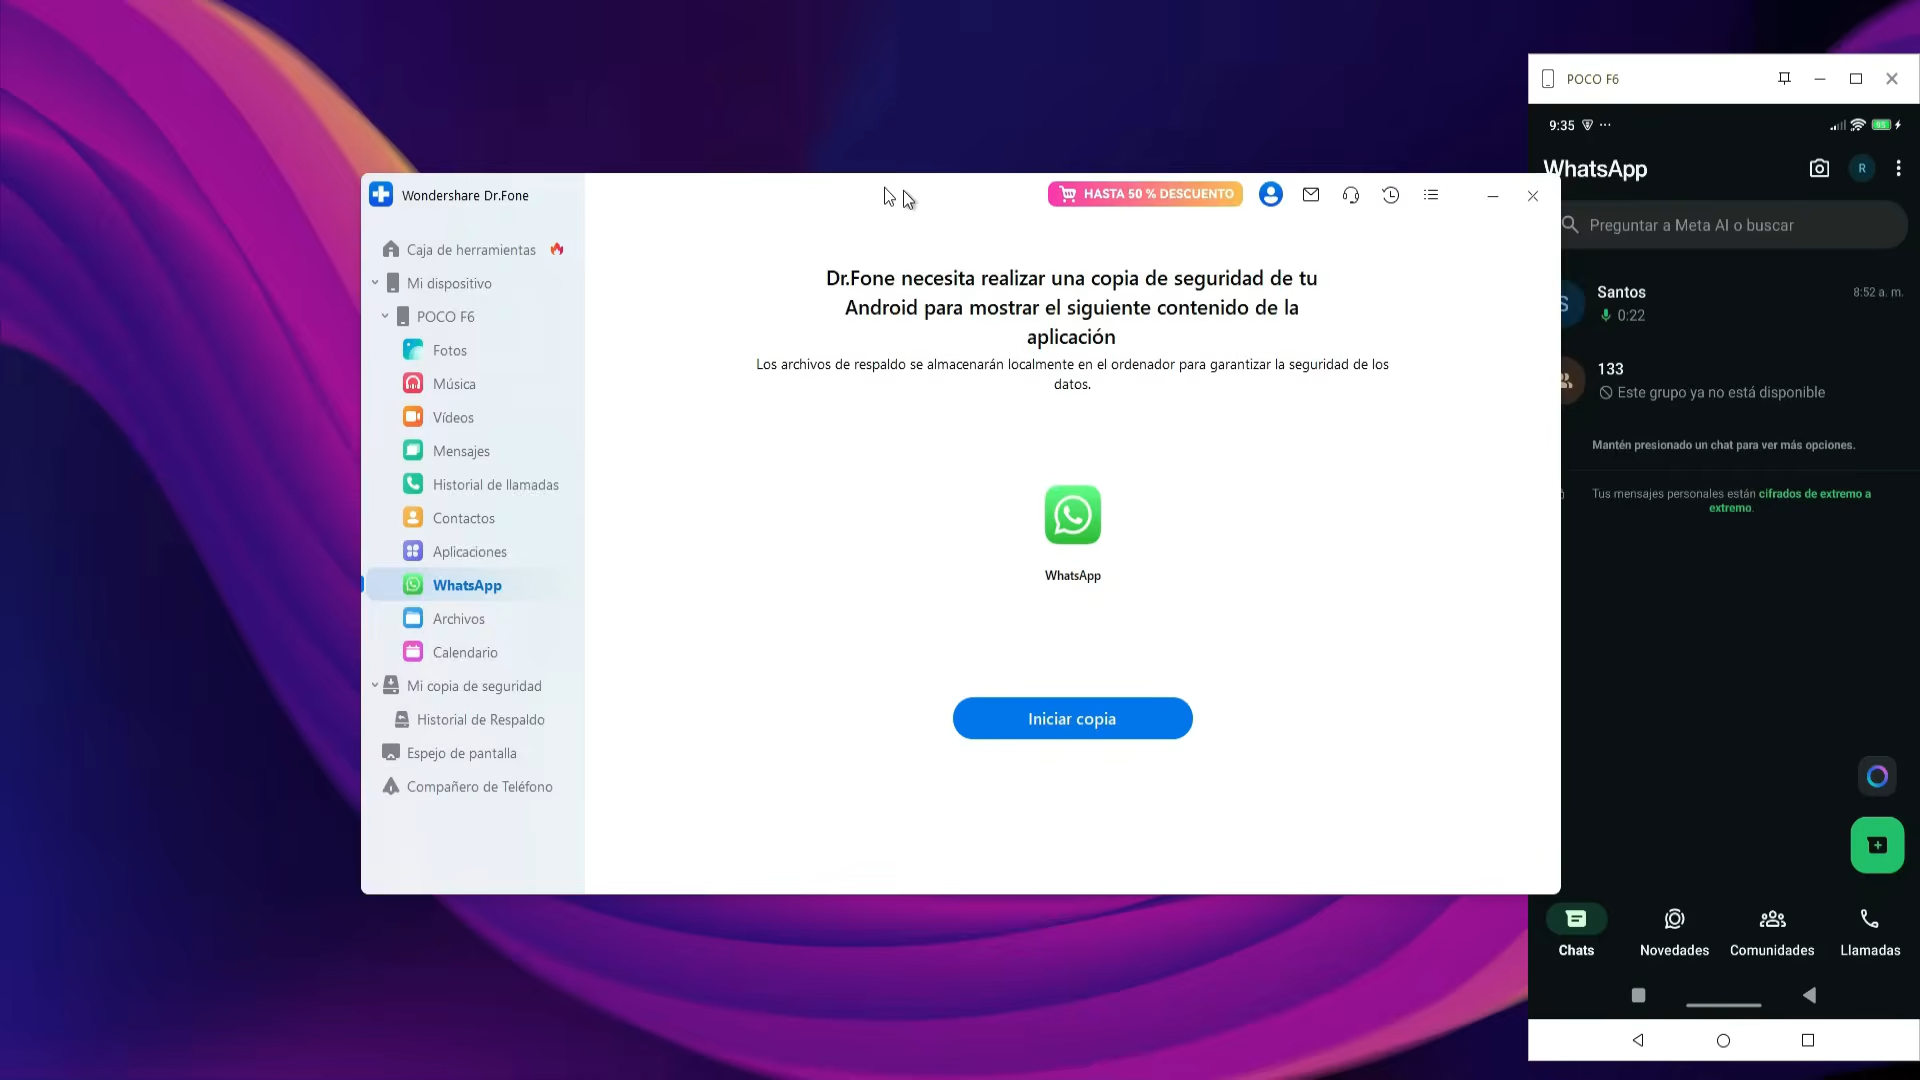 Wondershare Dr.Fone
HASTA 50 % DESCUENTO
Caja de herramientas
Mi dispositivo
POCO F6
Fotos
Música
Vídeos
Mensajes
Historial de llamadas
Contactos
Aplicaciones
WhatsApp
Archivos
Calendario
Mi copia de seguridad
Historial de Respaldo
Espejo de pantalla
Compañero de Teléfono
Dr.Fone necesita realizar una copia de seguridad de tu
Android para mostrar el siguiente contenido de la
aplicación
Los archivos de respaldo se almacenarán localmente en el ordenador para garantizar la seguridad de los
datos.
WhatsApp
Iniciar copia
POCO F6
9:35
WhatsApp
R
Preguntar a Meta AI o buscar
Santos
8:52 a. m.
0:22
133
Este grupo ya no está disponible
Mantén presionado un chat para ver más opciones.
Tus mensajes personales están cifrados de extremo a
extremo.
Chats
Novedades
Comunidades
Llamadas